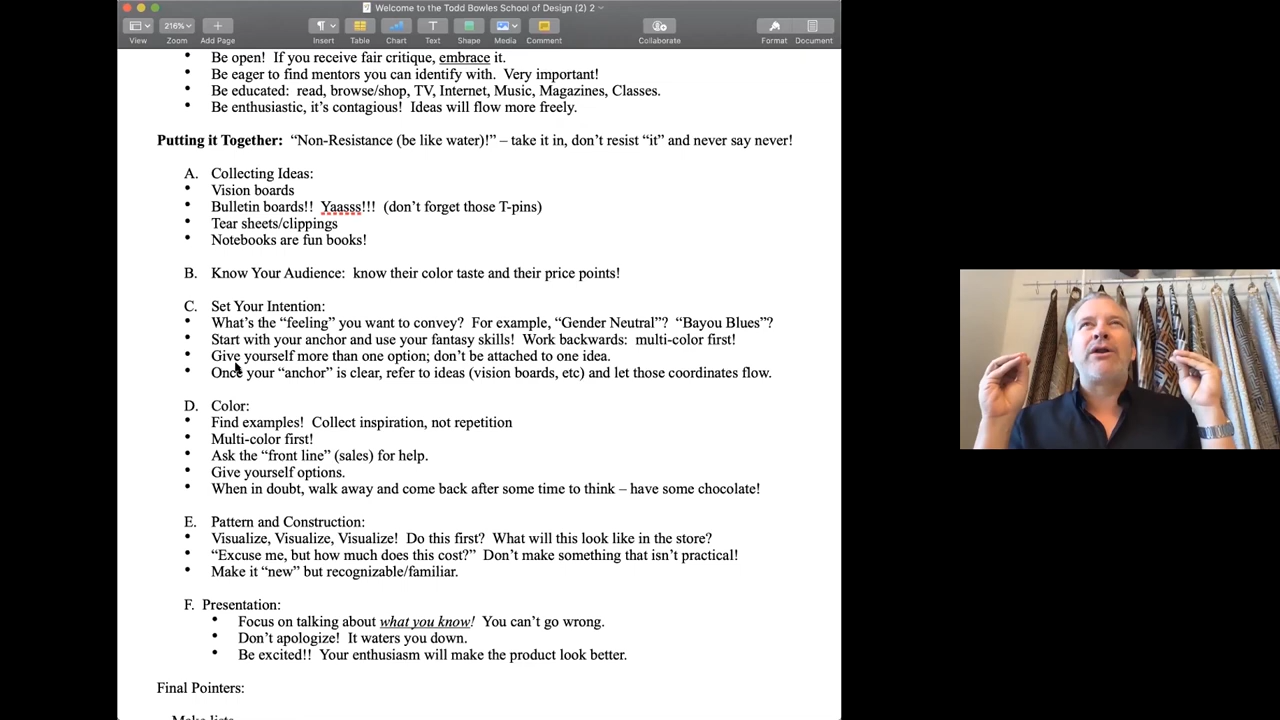 Welcome to the Todd Bowles School of Design (2) 2
216%
View
Zoom
Add Page
Insert
Table
Chart
Text
Shape
Media
Comment
Collaborate
Format
Document
• Be open! If you receive fair critique, embrace it.
• Be eager to find mentors you can identify with. Very important!
• Be educated: read, browse/shop, TV, Internet, Music, Magazines, Classes.
• Be enthusiastic, it’s contagious! Ideas will flow more freely.
Putting it Together: “Non-Resistance (be like water)!” – take it in, don’t resist “it” and never say never!
A. Collecting Ideas:
• Vision boards
• Bulletin boards!! Yaasss!!! (don’t forget those T-pins)
• Tear sheets/clippings
• Notebooks are fun books!
B. Know Your Audience: know their color taste and their price points!
C. Set Your Intention:
• What’s the “feeling” you want to convey? For example, “Gender Neutral”? “Bayou Blues”?
• Start with your anchor and use your fantasy skills! Work backwards: multi-color first!
• Give yourself more than one option; don’t be attached to one idea.
• Once your “anchor” is clear, refer to ideas (vision boards, etc) and let those coordinates flow.
D. Color:
• Find examples! Collect inspiration, not repetition
• Multi-color first!
• Ask the “front line” (sales) for help.
• Give yourself options.
• When in doubt, walk away and come back after some time to think – have some chocolate!
E. Pattern and Construction:
• Visualize, Visualize, Visualize! Do this first? What will this look like in the store?
• “Excuse me, but how much does this cost?” Don’t make something that isn’t practical!
• Make it “new” but recognizable/familiar.
F. Presentation:
• Focus on talking about what you know! You can’t go wrong.
• Don’t apologize! It waters you down.
• Be excited!! Your enthusiasm will make the product look better.
Final Pointers:
Make lists